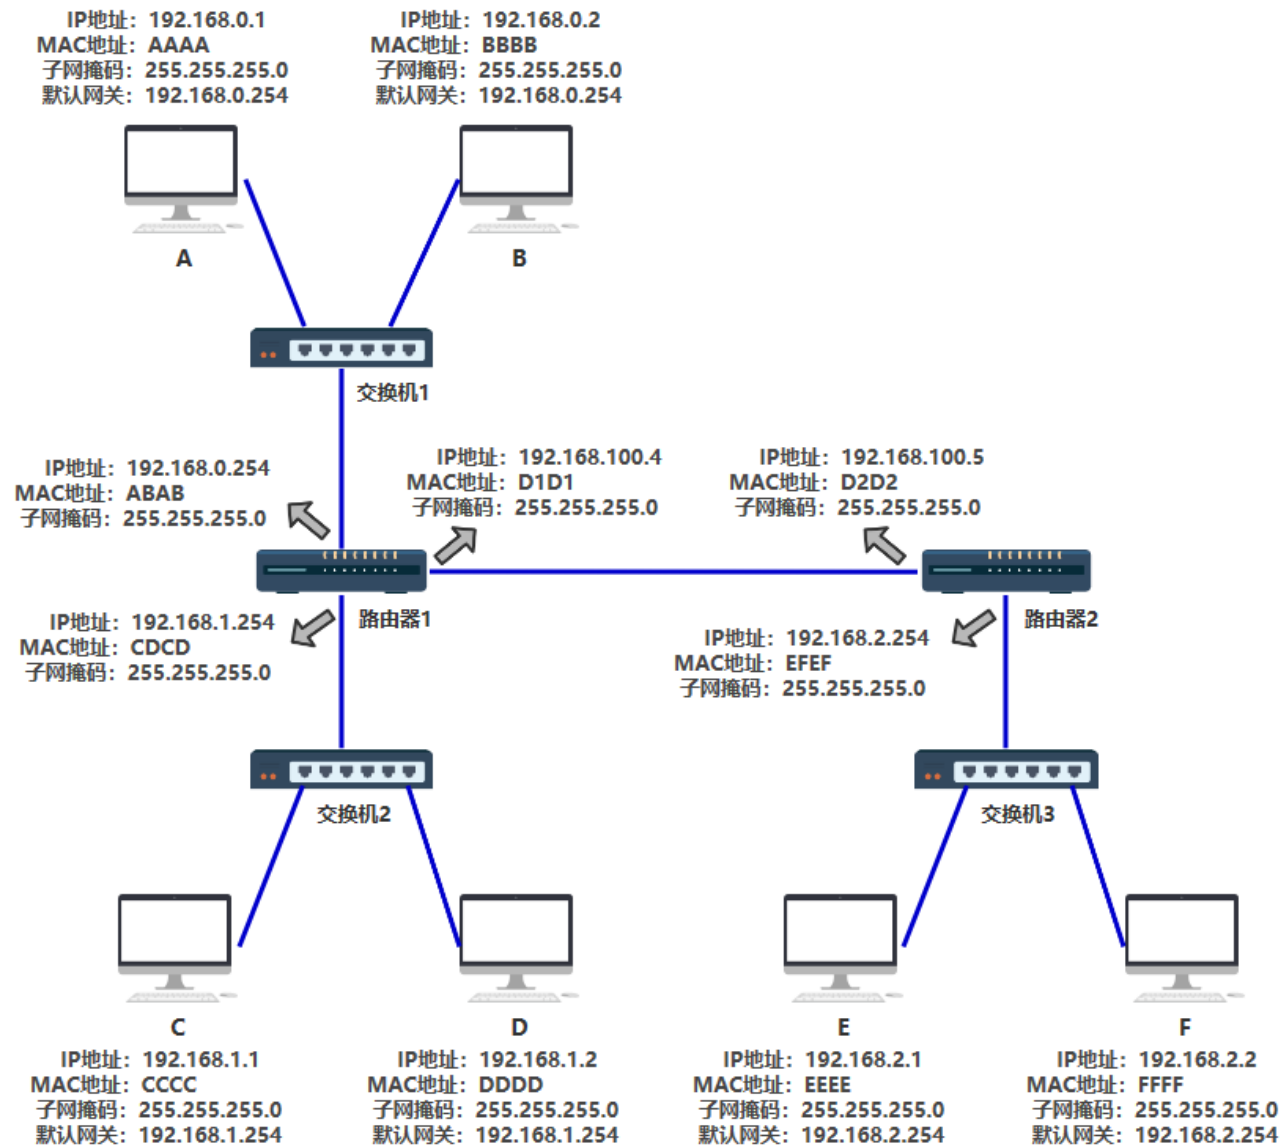 IP地址：192.168.0.1
MAC地址：AAAA
子网掩码：255.255.255.0
默认网关：192.168.0.254
IP地址：192.168.0.2
MAC地址：BBBB
子网掩码：255.255.255.0
默认网关：192.168.0.254
A
B
交换机1
IP地址：192.168.0.254
MAC地址：ABAB
子网掩码：255.255.255.0
IP地址：192.168.100.4
MAC地址：D1D1
子网掩码：255.255.255.0
IP地址：192.168.100.5
MAC地址：D2D2
子网掩码：255.255.255.0
路由器1
路由器2
IP地址：192.168.1.254
MAC地址：CDCD
子网掩码：255.255.255.0
IP地址：192.168.2.254
MAC地址：EFEF
子网掩码：255.255.255.0
交换机2
交换机3
C
IP地址：192.168.1.1
MAC地址：CCCC
子网掩码：255.255.255.0
默认网关：192.168.1.254
D
IP地址：192.168.1.2
MAC地址：DDDD
子网掩码：255.255.255.0
默认网关：192.168.1.254
E
IP地址：192.168.2.1
MAC地址：EEEE
子网掩码：255.255.255.0
默认网关：192.168.2.254
F
IP地址：192.168.2.2
MAC地址：FFFF
子网掩码：255.255.255.0
默认网关：192.168.2.254